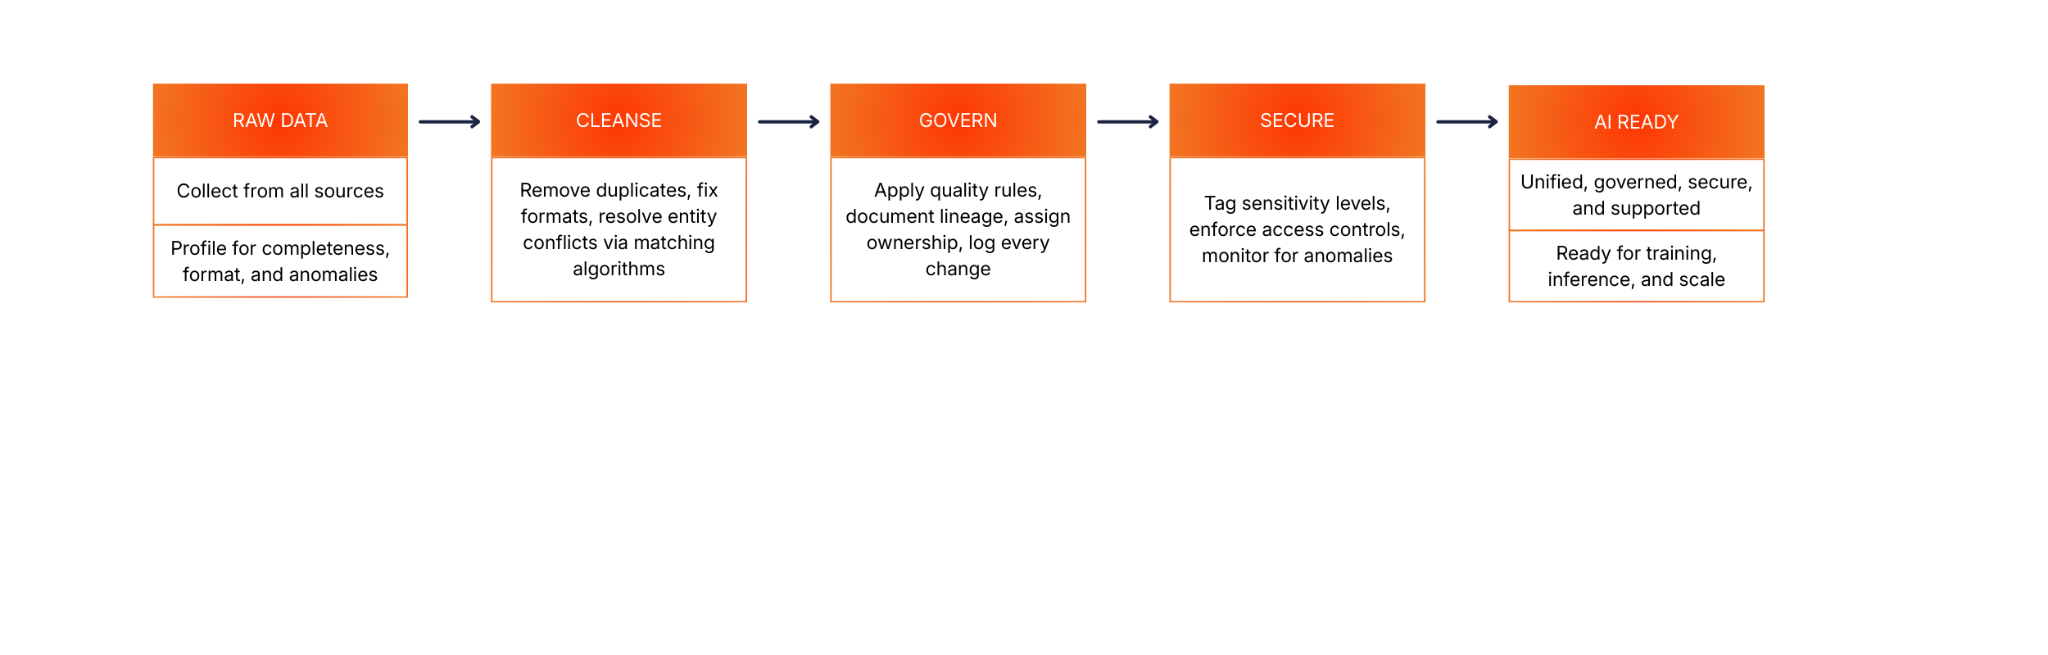 RAW DATA
Collect from all sources
Profile for completeness,
format, and anomalies
CLEANSE
Remove duplicates, fix
formats, resolve entity
conflicts via matching
algorithms
GOVERN
Apply quality rules,
document lineage, assign
ownership, log every
change
SECURE
Tag sensitivity levels,
enforce access controls,
monitor for anomalies
AI READY
Unified, governed, secure,
and supported
Ready for training,
inference, and scale